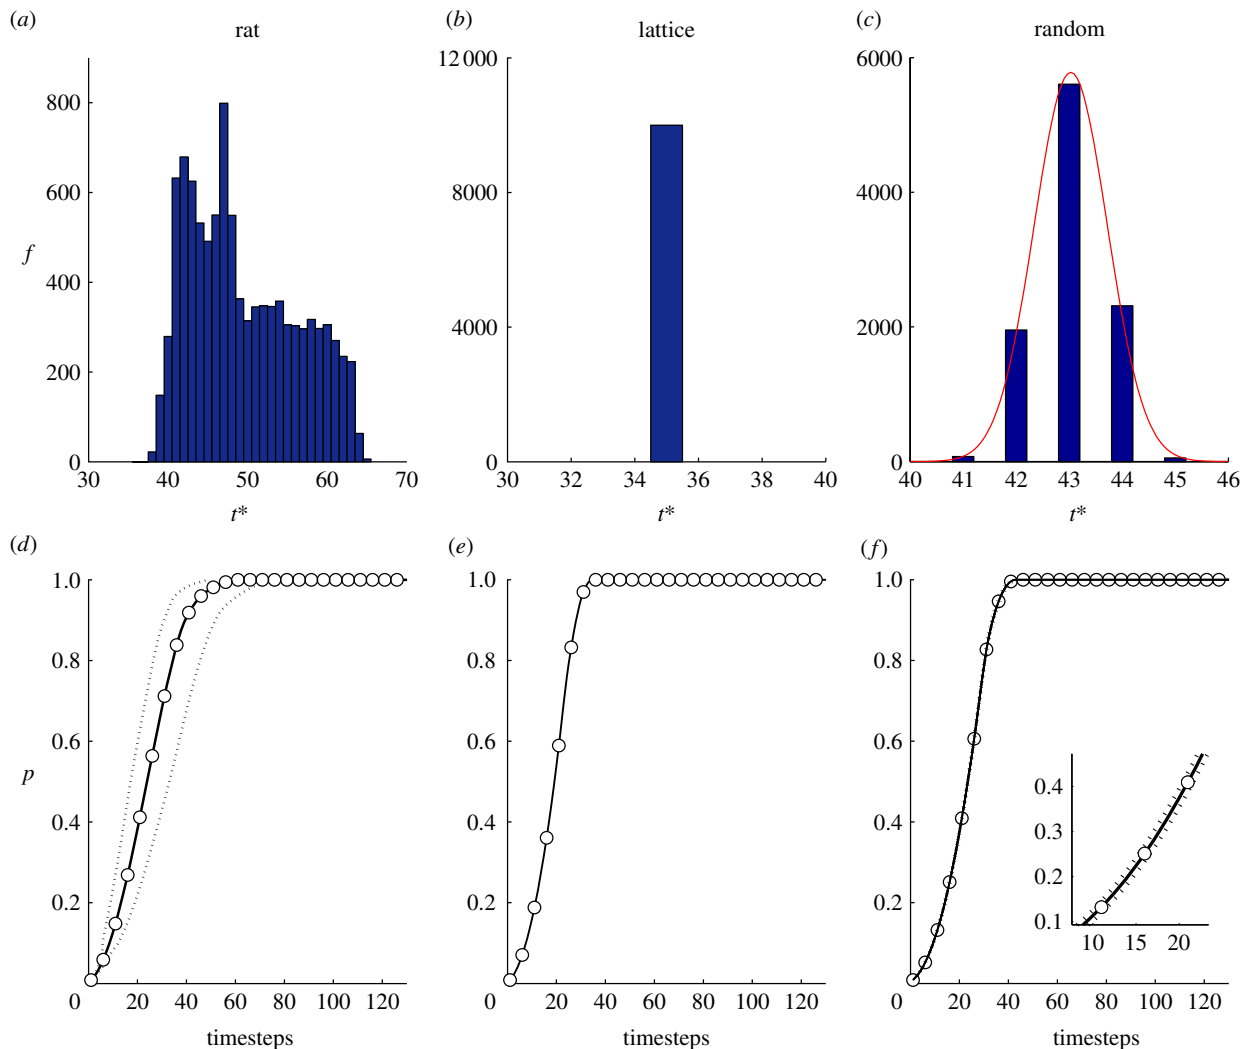 (a)
rat
800
600
400
200
0
f
30 40 50 60 70
t*
(b)
lattice
12 000
8000
4000
0
30 32 34 36 38 40
t*
(c)
random
6000
4000
2000
0
40 41 42 43 44 45 46
t*
(d)
1.0
0.8
0.6
0.4
0.2
p
0 20 40 60 80 100 120
timesteps
(e)
1.0
0.8
0.6
0.4
0.2
0 20 40 60 80 100 120
timesteps
(f)
1.0
0.8
0.6
0.4
0.2
0 20 40 60 80 100 120
timesteps
0.4
0.3
0.2
0.1
10 15 20